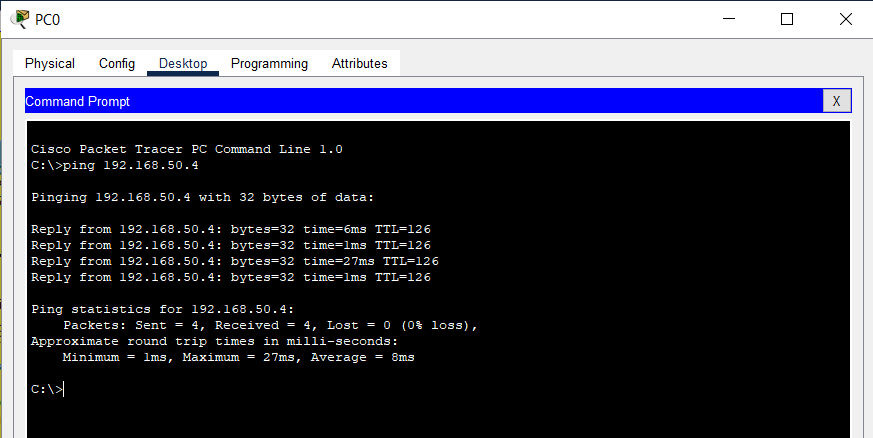 PC0
Physical Config Desktop Programming Attributes
Command Prompt X
Cisco Packet Tracer PC Command Line 1.0
C:\>ping 192.168.50.4
Pinging 192.168.50.4 with 32 bytes of data:
Reply from 192.168.50.4: bytes=32 time=6ms TTL=126
Reply from 192.168.50.4: bytes=32 time=1ms TTL=126
Reply from 192.168.50.4: bytes=32 time=27ms TTL=126
Reply from 192.168.50.4: bytes=32 time=1ms TTL=126
Ping statistics for 192.168.50.4:
    Packets: Sent = 4, Received = 4, Lost = 0 (0% loss),
Approximate round trip times in milli-seconds:
    Minimum = 1ms, Maximum = 27ms, Average = 8ms
C:\>